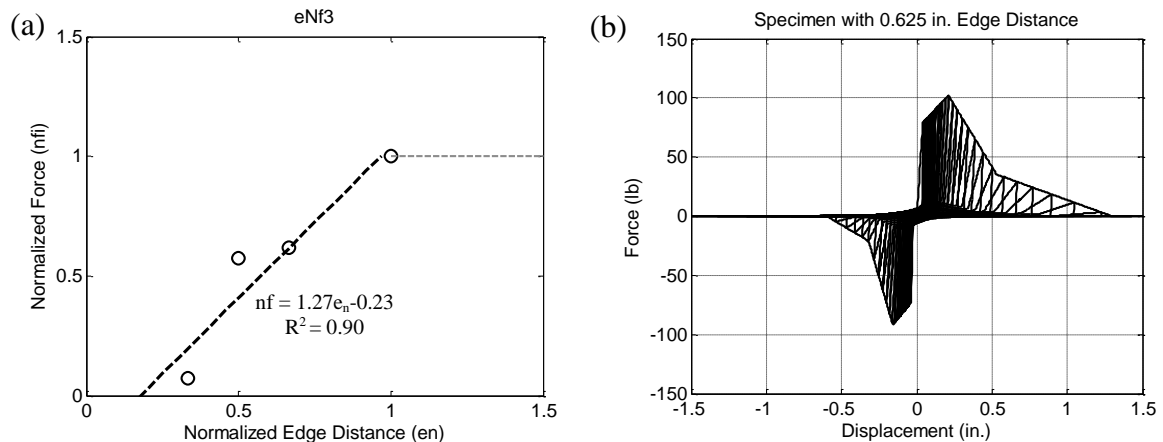 (a)
eNf3
1.5
1
0.5
0
Normalized Force (nfi)
nf = 1.27eₙ-0.23
R² = 0.90
0
0.5
1
1.5
Normalized Edge Distance (en)
(b)
Specimen with 0.625 in. Edge Distance
150
100
50
0
-50
-100
-150
Force (lb)
-1.5
-1
-0.5
0
0.5
1
1.5
Displacement (in.)